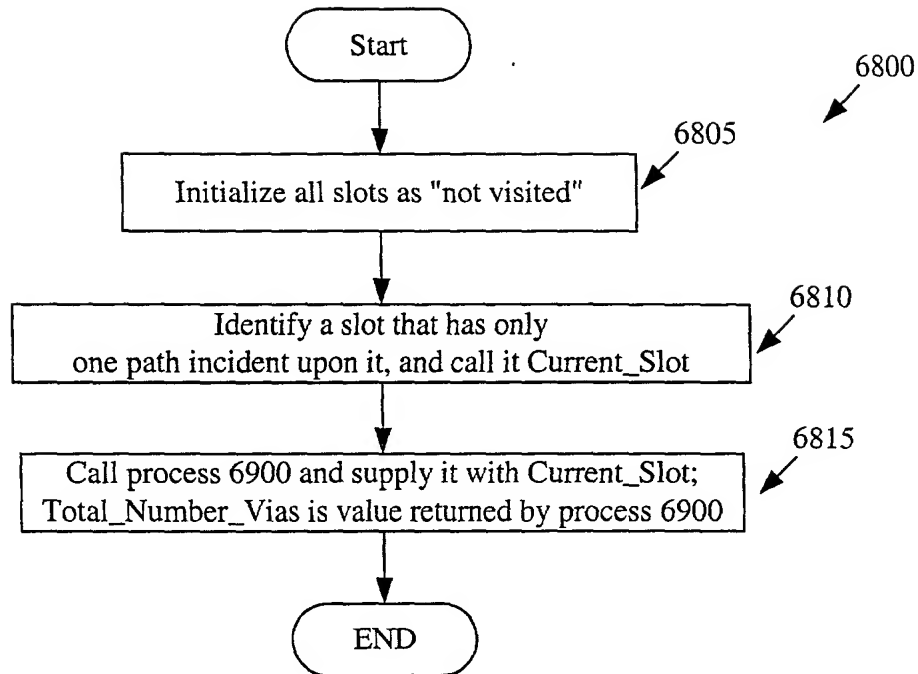 Start
6800
6805
Initialize all slots as "not visited"
6810
Identify a slot that has only
one path incident upon it, and call it Current_Slot
6815
Call process 6900 and supply it with Current_Slot;
Total_Number_Vias is value returned by process 6900
END